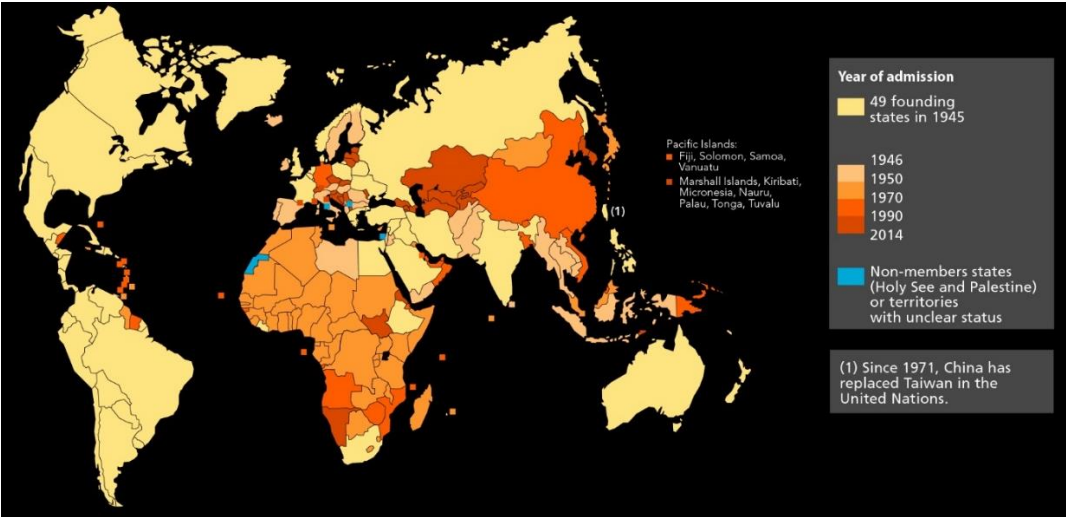 Pacific Islands:
Fiji, Solomon, Samoa,
Vanuatu
Marshall Islands, Kiribati,
Micronesia, Nauru,
Palau, Tonga, Tuvalu
(1)
Year of admission
49 founding
states in 1945
1946
1950
1970
1990
2014
Non-members states
(Holy See and Palestine)
or territories
with unclear status
(1) Since 1971, China has
replaced Taiwan in the
United Nations.